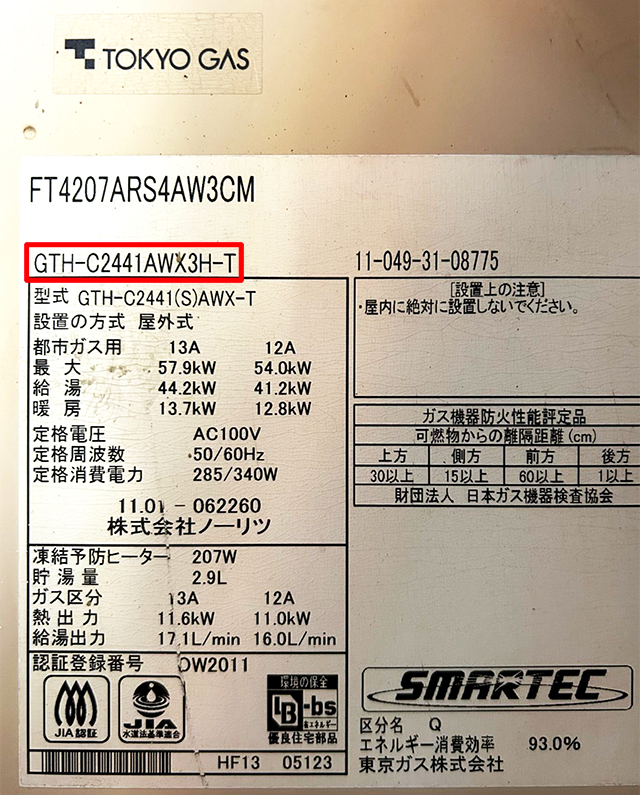 TOKYO GAS
FT4207ARS4AW3CM
GTH-C2441AWX3H-T
11-049-31-08775
型式 GTH-C2441(S)AWX-T
設置の方式 屋外式
都市ガス用 13A 12A
最大 57.9kW 54.0kW
給湯 44.2kW 41.2kW
暖房 13.7kW 12.8kW
定格電圧 AC100V
定格周波数 50/60Hz
定格消費電力 285/340W
11.01 - 062260
株式会社ノーリツ
凍結予防ヒーター 207W
貯湯量 2.9L
ガス区分 13A 12A
熱出力 11.6kW 11.0kW
給湯出力 17.1L/min 16.0L/min
認証登録番号 OW2011
JIA認証
JIA
水道法基準適合
環境の保全
LB-bs
省エネルギー
優良住宅部品
HF13 05123
[設置上の注意]
・屋内に絶対に設置しないでください。
ガス機器防火性能評定品
可燃物からの離隔距離(cm)
上方 側方 前方 後方
30以上 15以上 60以上 1以上
財団法人 日本ガス機器検査協会
SMARTEC
区分名 Q
エネルギー消費効率 93.0%
東京ガス株式会社